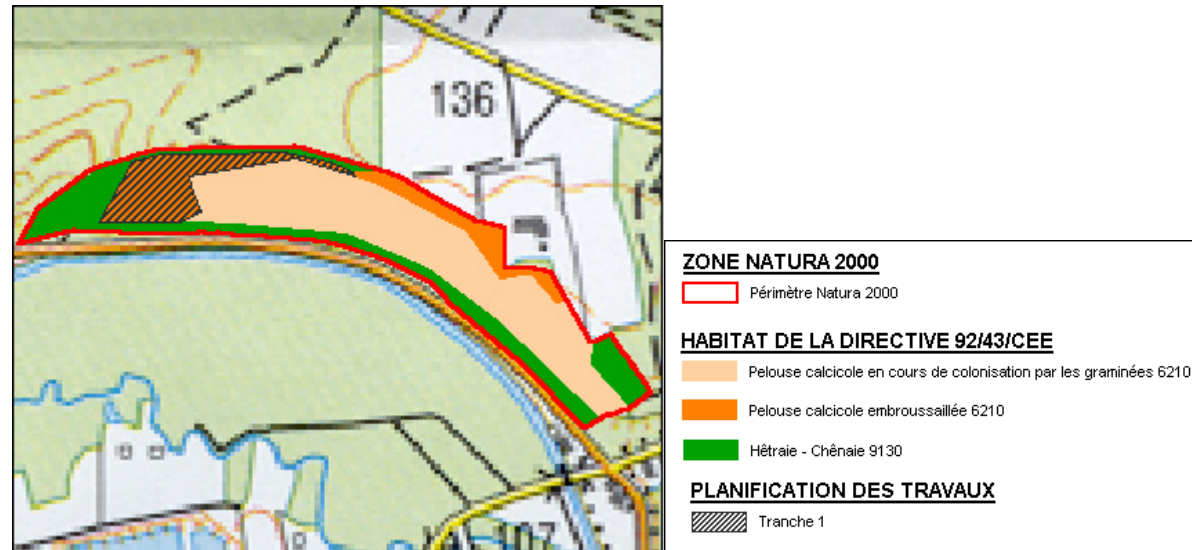 136
107
ZONE NATURA 2000
Périmètre Natura 2000
HABITAT DE LA DIRECTIVE 92/43/CEE
Pelouse calcicole en cours de colonisation par les graminées 6210
Pelouse calcicole embroussaillée 6210
Hêtraie - Chênaie 9130
PLANIFICATION DES TRAVAUX
Tranche 1